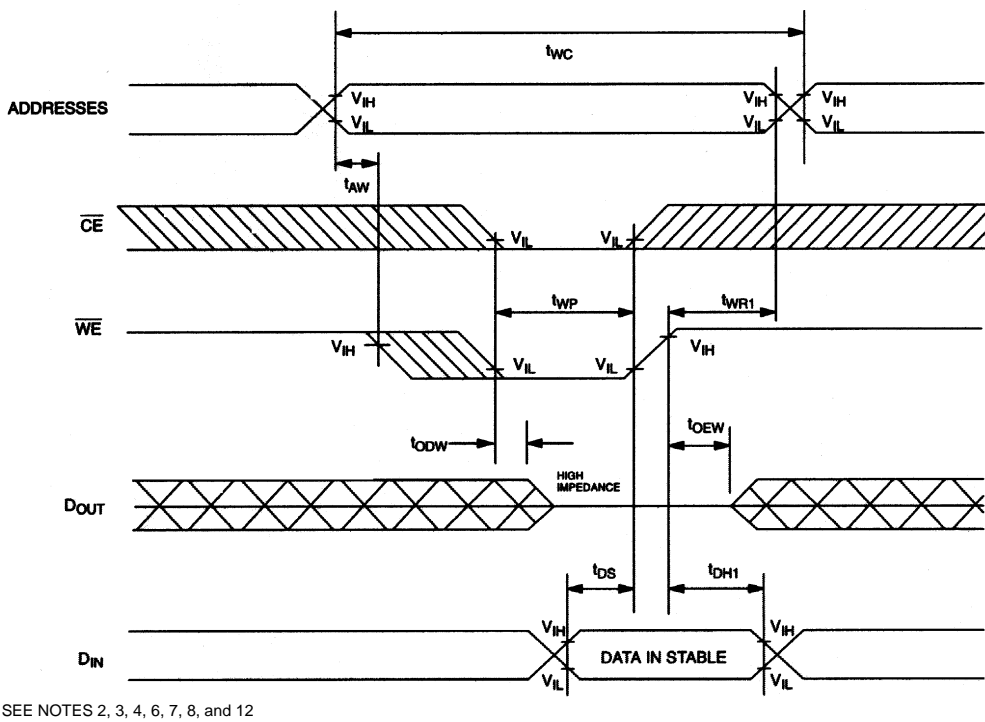 tWC
ADDRESSES
VIH
VIL
VIH
VIL
VIH
VIL
tAW
CE
VIL
VIL
tWP
tWR1
WE
VIH
VIL
VIL
VIH
tODW
tOEW
HIGH
IMPEDANCE
DOUT
tDS
tDH1
VIH
VIH
DIN
DATA IN STABLE
VIL
VIL
SEE NOTES 2, 3, 4, 6, 7, 8, and 12